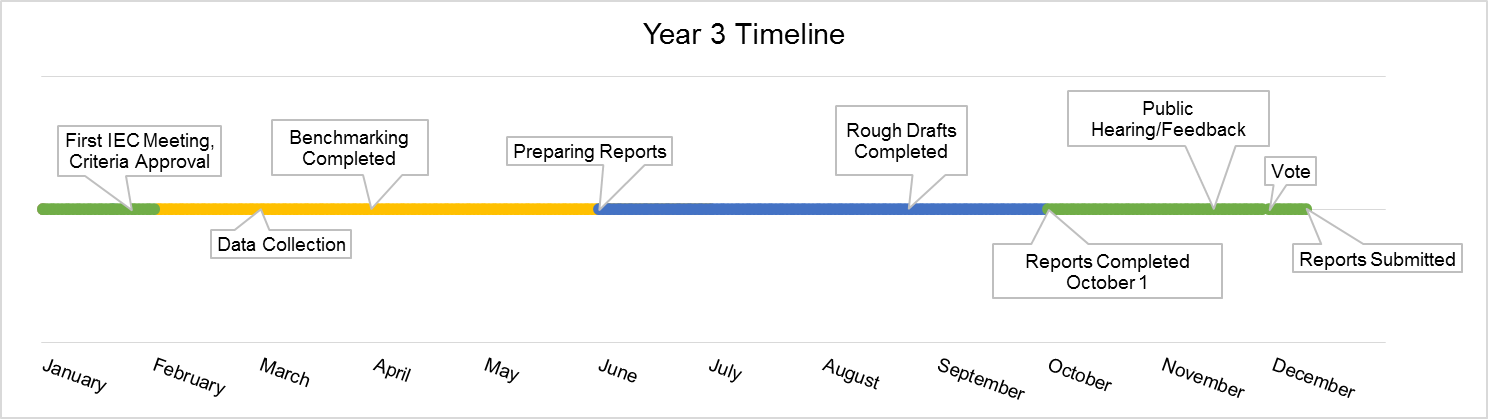 Year 3 Timeline
First IEC Meeting,
Criteria Approval
Benchmarking
Completed
Preparing Reports
Rough Drafts
Completed
Public
Hearing/Feedback
Vote
Data Collection
Reports Completed
October 1
Reports Submitted
January
February
March
April
May
June
July
August
September
October
November
December